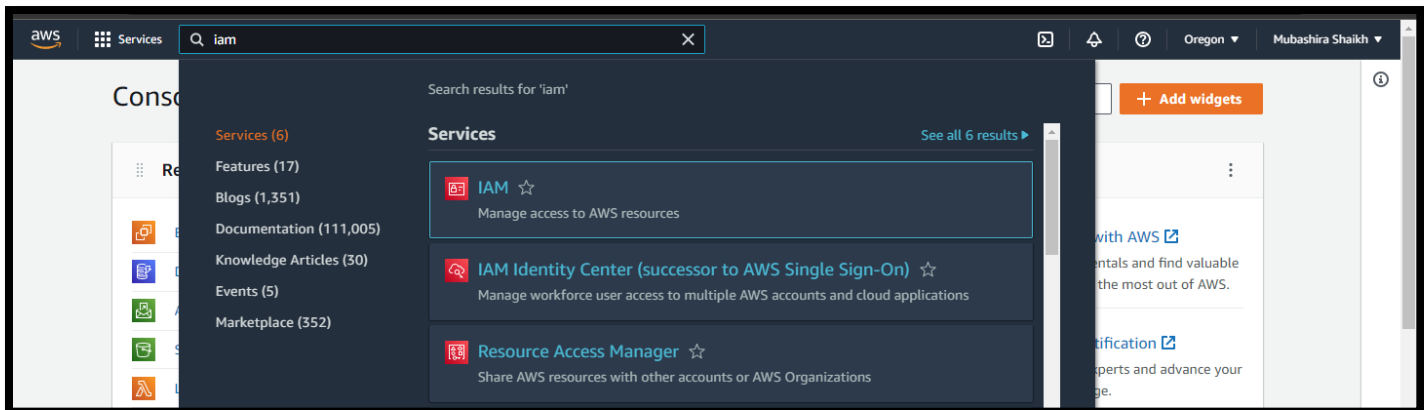 aws Services iam Oregon Mubashira Shaikh
Conso
Add widgets
Search results for 'iam'
Services (6)
Features (17)
Blogs (1,351)
Documentation (111,005)
Knowledge Articles (30)
Events (5)
Marketplace (352)
Services See all 6 results
IAM
Manage access to AWS resources
IAM Identity Center (successor to AWS Single Sign-On)
Manage workforce user access to multiple AWS accounts and cloud applications
Resource Access Manager
Share AWS resources with other accounts or AWS Organizations
Re
with AWS
entals and find valuable
the most out of AWS.
tification
xperts and advance your
ge.